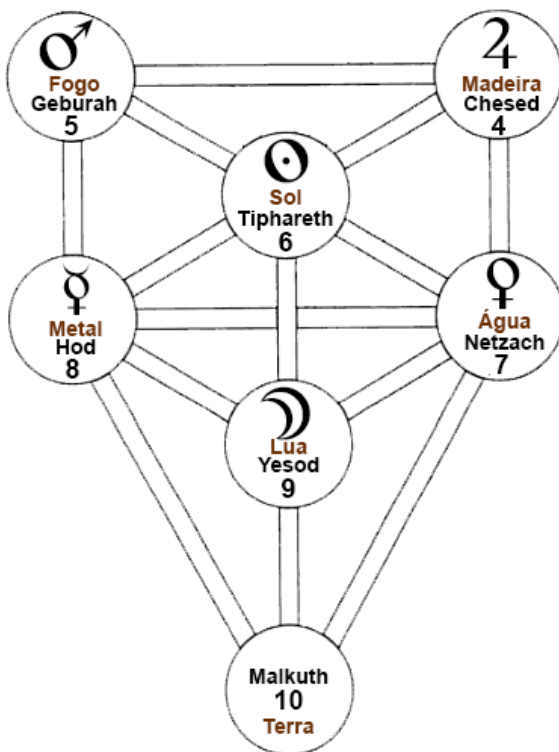 Fogo
Geburah
5
Madeira
Chesed
4
Sol
Tiphareth
6
Metal
Hod
8
Água
Netzach
7
Lua
Yesod
9
Malkuth
10
Terra